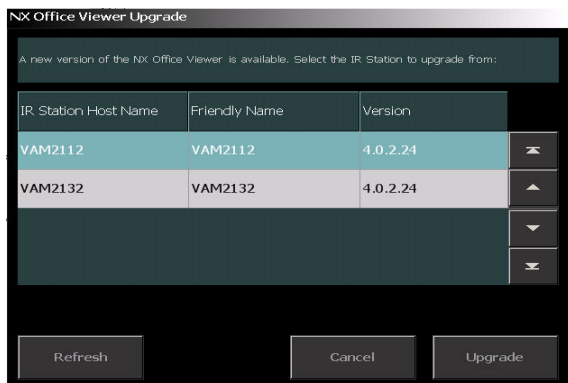 NX Office Viewer Upgrade
A new version of the NX Office Viewer is available. Select the IR Station to upgrade from:
IR Station Host Name Friendly Name Version
VAM2112 VAM2112 4.0.2.24
VAM2132 VAM2132 4.0.2.24
Refresh Cancel Upgrade